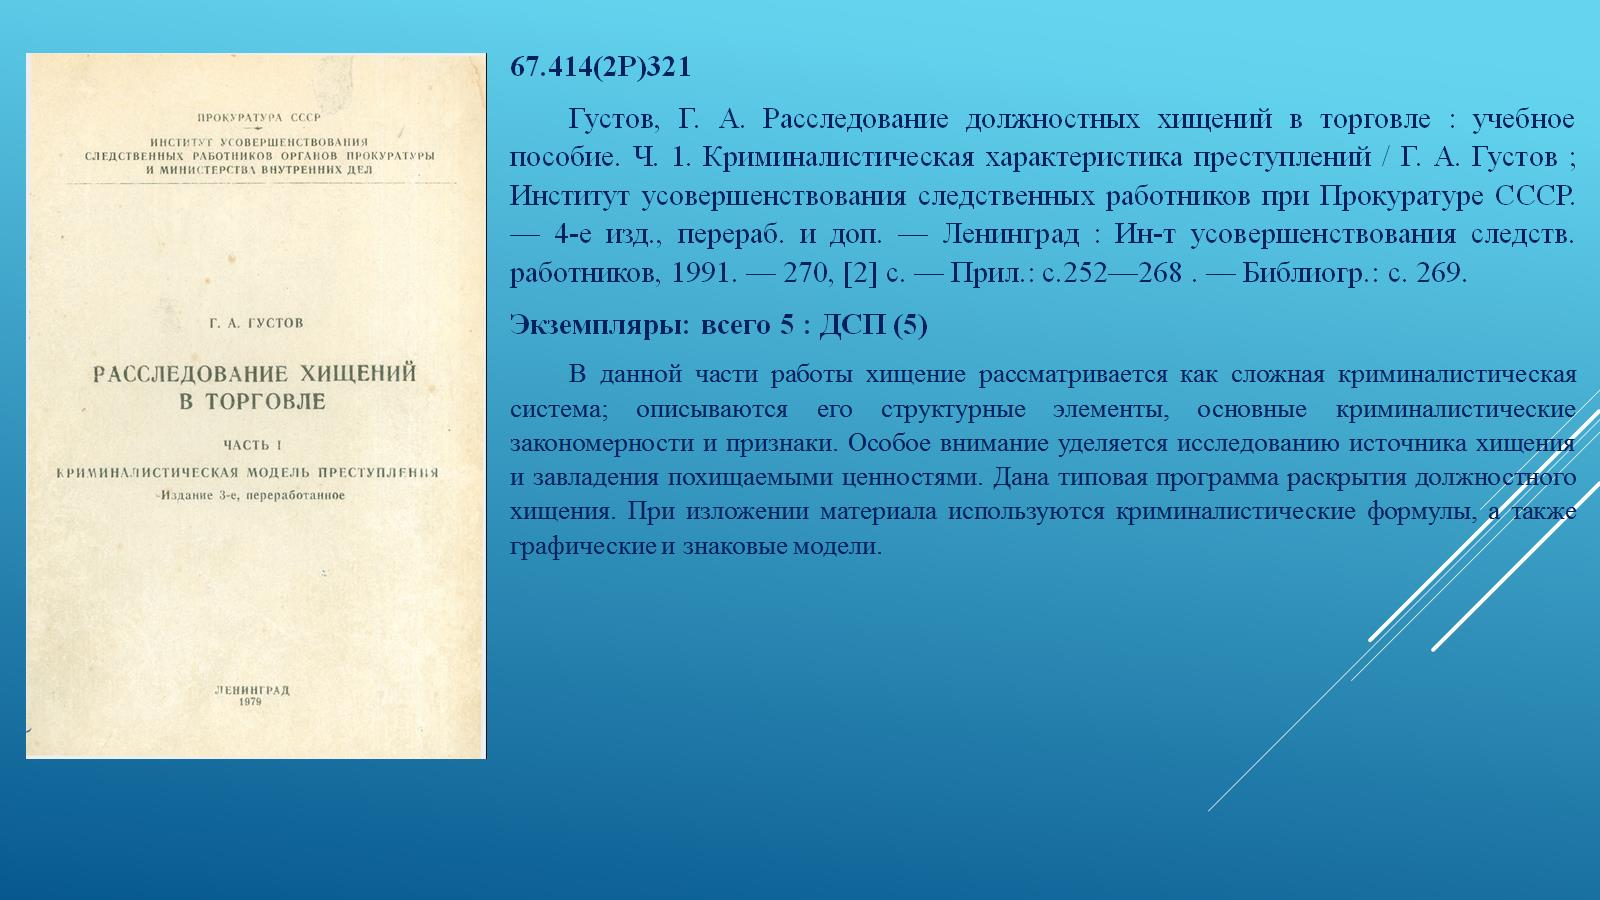 ПРОКУРАТУРА СССР
ИНСТИТУТ УСОВЕРШЕНСТВОВАНИЯ
СЛЕДСТВЕННЫХ РАБОТНИКОВ ОРГАНОВ ПРОКУРАТУРЫ
И МИНИСТЕРСТВА ВНУТРЕННИХ ДЕЛ
Г. А. ГУСТОВ
РАССЛЕДОВАНИЕ ХИЩЕНИЙ
В ТОРГОВЛЕ
ЧАСТЬ I
КРИМИНАЛИСТИЧЕСКАЯ МОДЕЛЬ ПРЕСТУПЛЕНИЯ
Издание 3-е, переработанное
ЛЕНИНГРАД
1979
67.414(2Р)321
Густов, Г. А. Расследование должностных хищений в торговле : учебное
пособие. Ч. 1. Криминалистическая характеристика преступлений / Г. А. Густов ;
Институт усовершенствования следственных работников при Прокуратуре СССР.
— 4-е изд., перераб. и доп. — Ленинград : Ин-т усовершенствования следств.
работников, 1991. — 270, [2] с. — Прил.: с.252—268 . — Библиогр.: с. 269.
Экземпляры: всего 5 : ДСП (5)
В данной части работы хищение рассматривается как сложная криминалистическая
система; описываются его структурные элементы, основные криминалистические
закономерности и признаки. Особое внимание уделяется исследованию источника хищения
и завладения похищаемыми ценностями. Дана типовая программа раскрытия должностного
хищения. При изложении материала используются криминалистические формулы, а также
графические и знаковые модели.